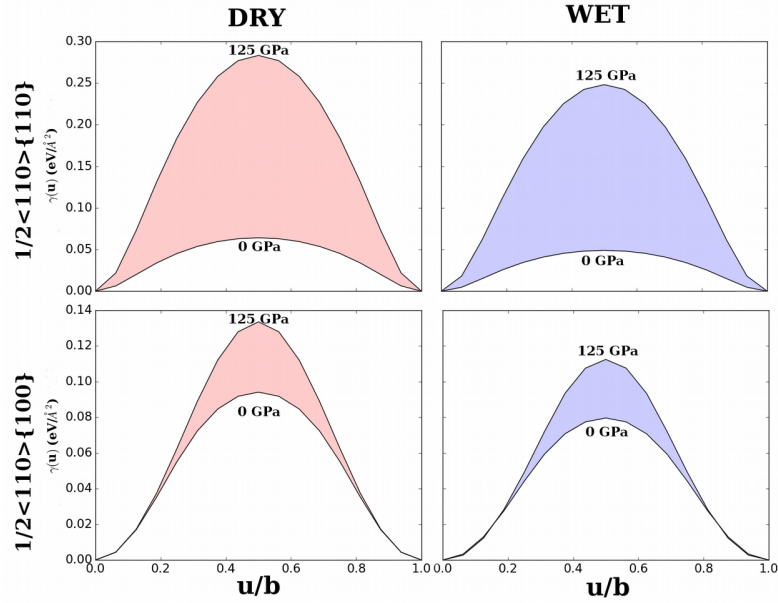 DRY
WET
1/2<110>{110}
γ(u) (eV/Å²)
0.30
0.25
0.20
0.15
0.10
0.05
0.00
125 GPa
0 GPa
125 GPa
0 GPa
1/2<110>{100}
γ(u) (eV/Å²)
0.14
0.12
0.10
0.08
0.06
0.04
0.02
0.00
125 GPa
0 GPa
125 GPa
0 GPa
0.0 0.2 0.4 0.6 0.8 1.0
0.0 0.2 0.4 0.6 0.8 1.0
u/b
u/b